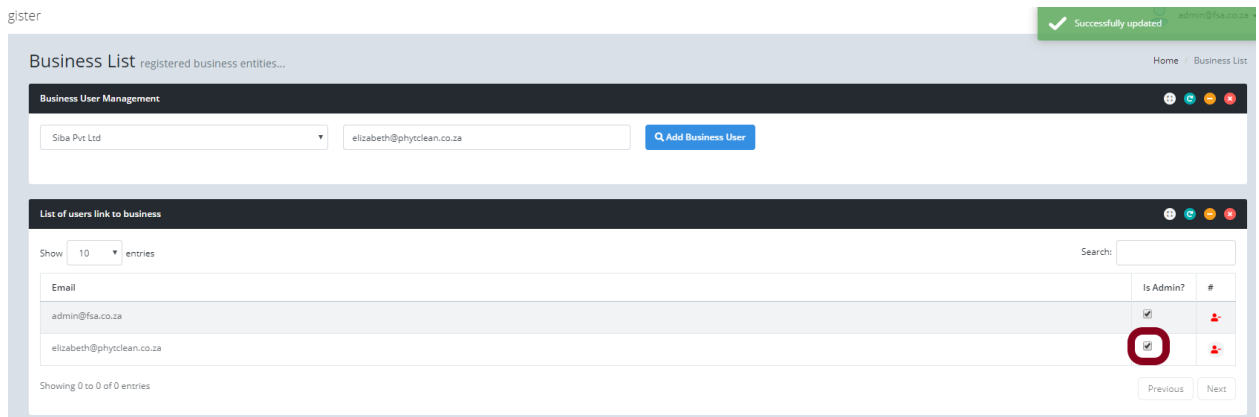 gister
Successfully updated
admin@fsa.co.za
Business List registered business entities...
Home / Business List
Business User Management
Siba Pvt Ltd
elizabeth@phytclean.co.za
Add Business User
List of users link to business
Show 10 entries
Search:
Email
Is Admin?
#
admin@fsa.co.za
elizabeth@phytclean.co.za
Showing 0 to 0 of 0 entries
Previous
Next